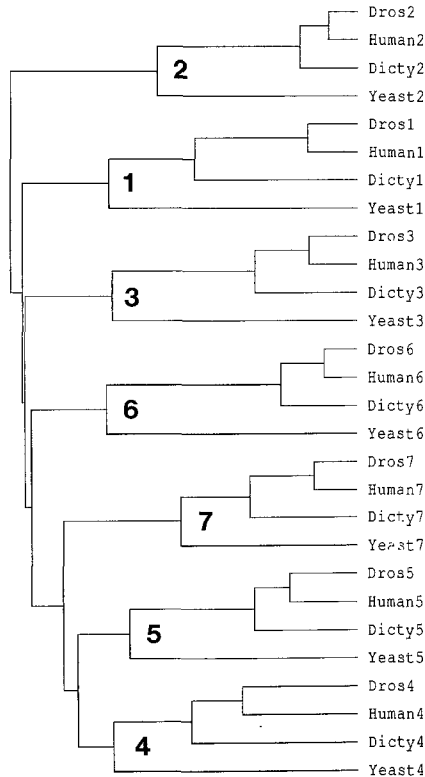 Dros2
Human2
2
Dicty2
Yeast2
Dros1
Human1
1
Dicty1
Yeast1
Dros3
Human3
3
Dicty3
Yeast3
Dros6
Human6
6
Dicty6
Yeast6
Dros7
Human7
7
Dicty7
Yeast7
Dros5
Human5
5
Dicty5
Yeast5
Dros4
Human4
4
Dicty4
Yeast4